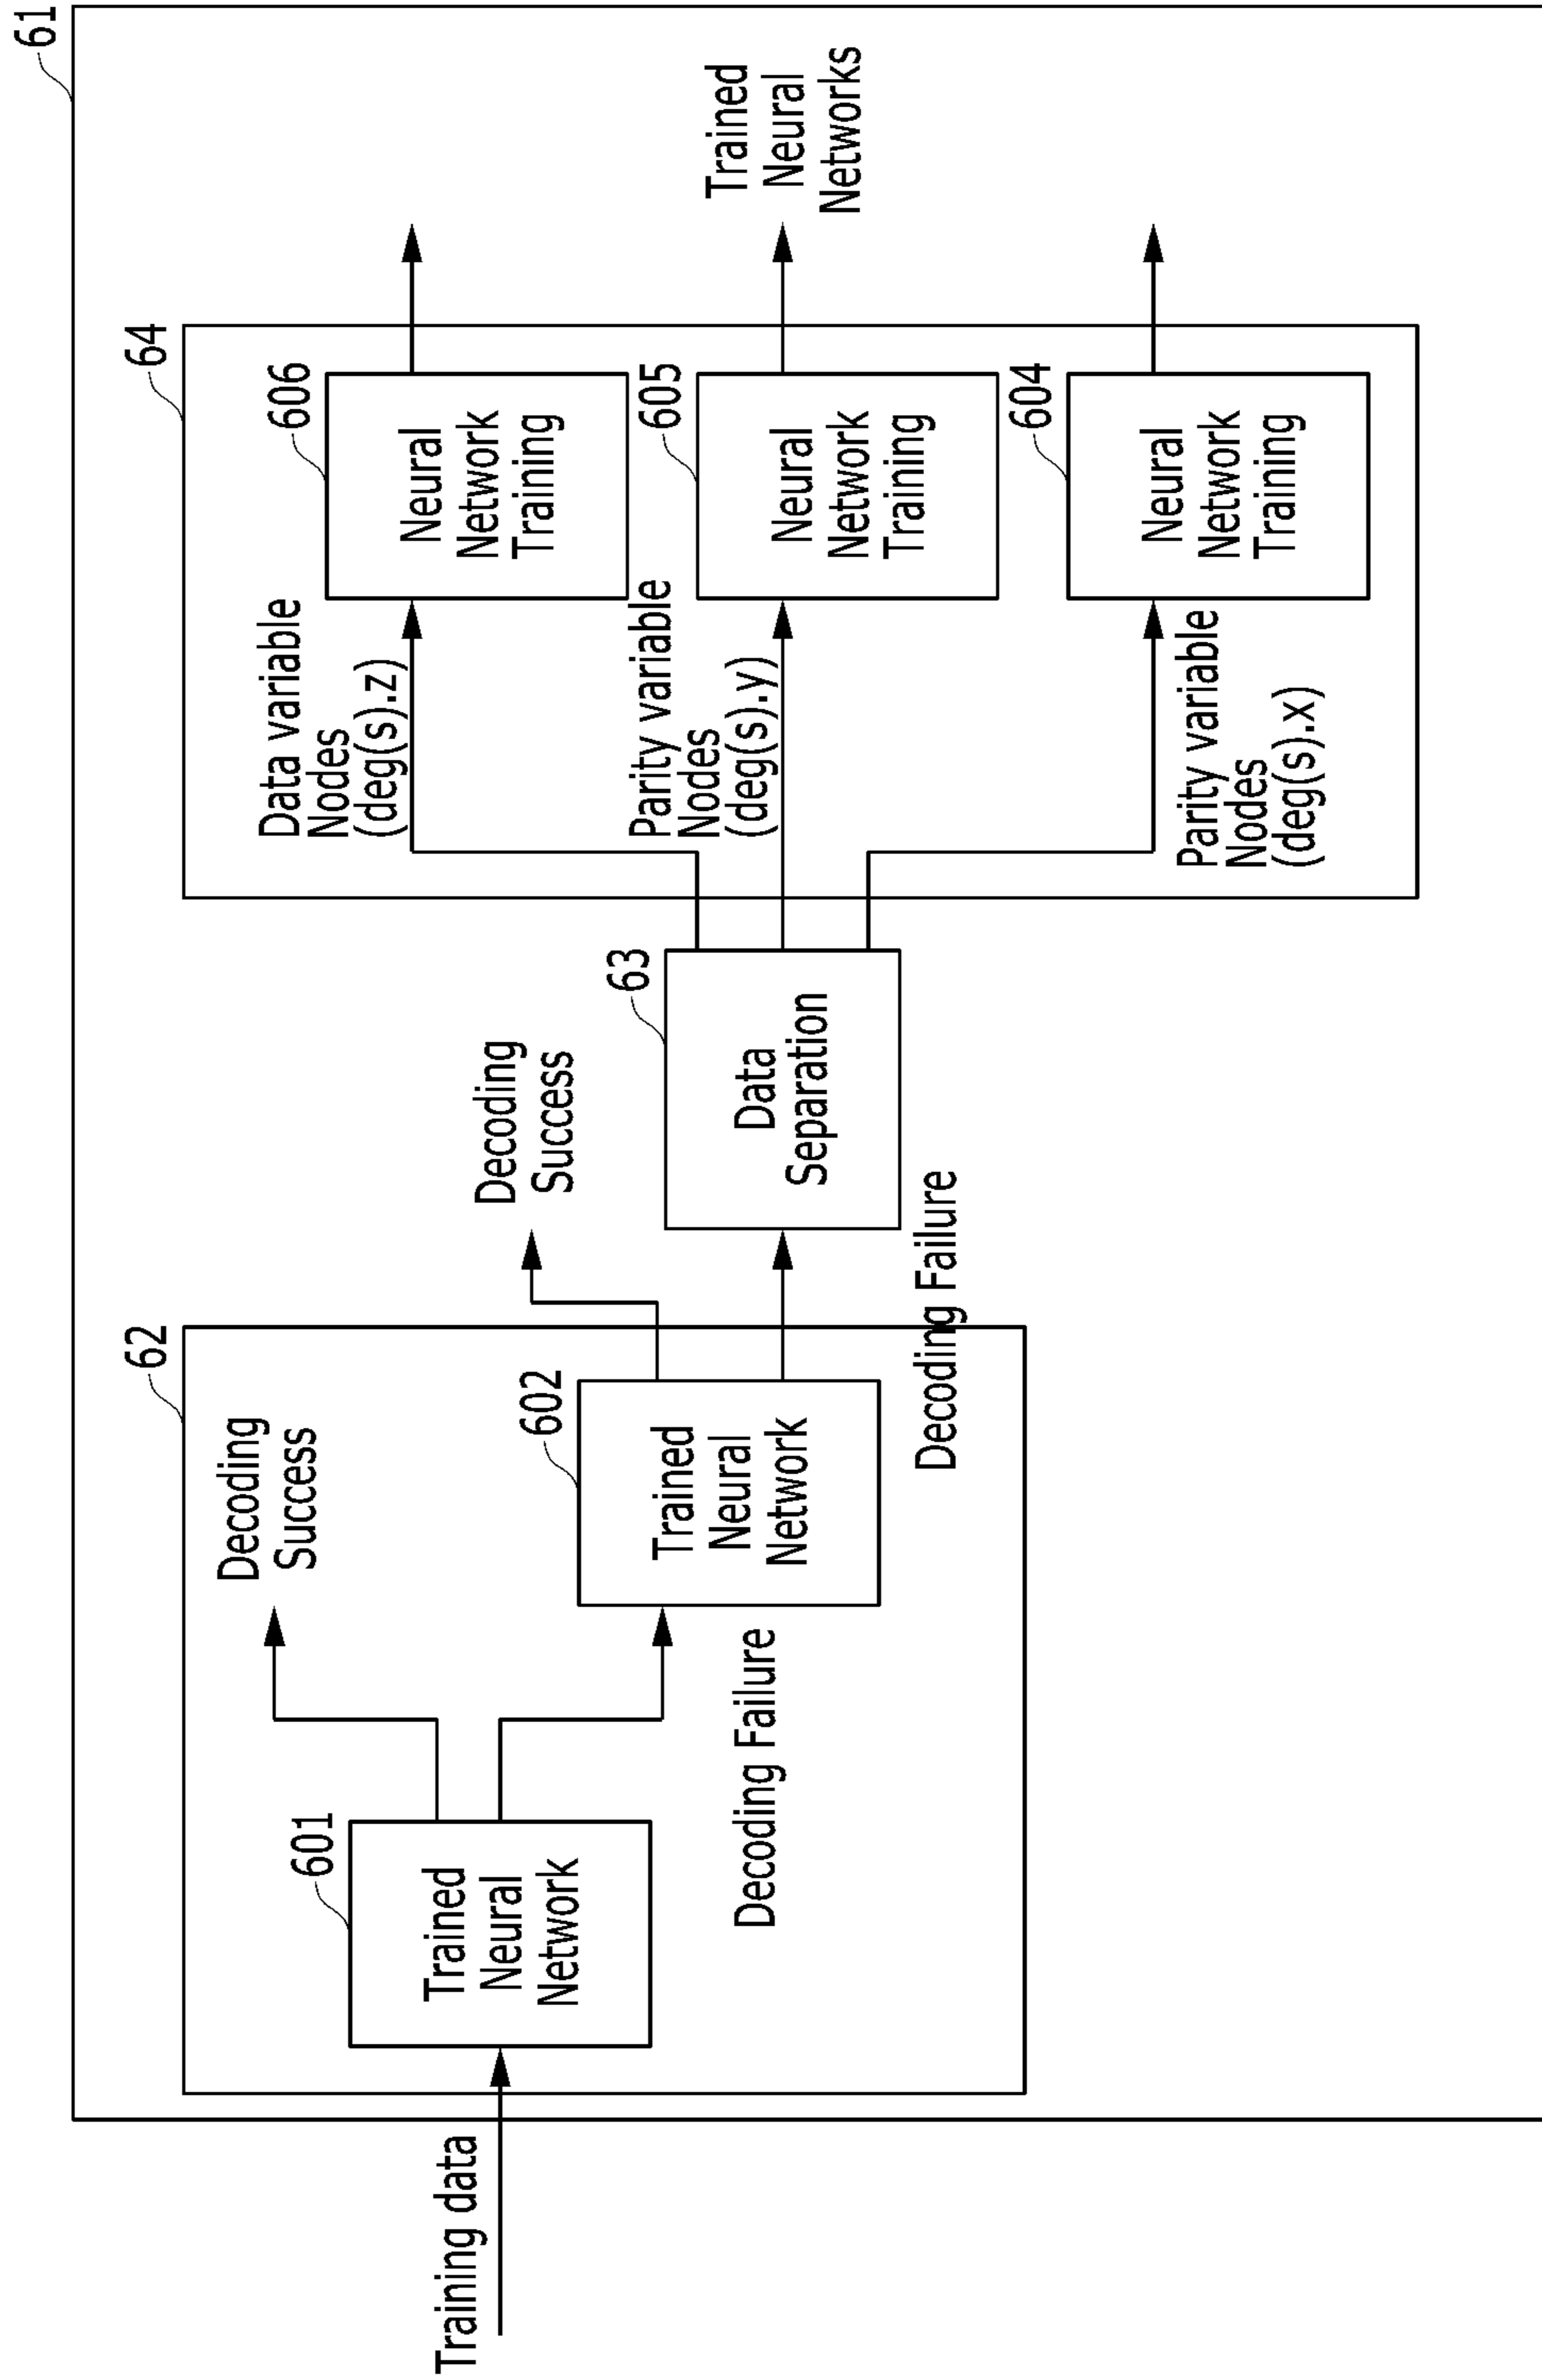 61
62
64
Training data
601
Trained
Neural
Network
Decoding
Success
Decoding Failure
602
Trained
Neural
Network
Decoding
Success
Decoding Failure
63
Data
Separation
Data variable
Nodes
(deg(s).z)
606
Neural
Network
Training
Parity variable
Nodes
(deg(s).y)
605
Neural
Network
Training
Parity variable
Nodes
(deg(s).x)
604
Neural
Network
Training
Trained
Neural
Networks